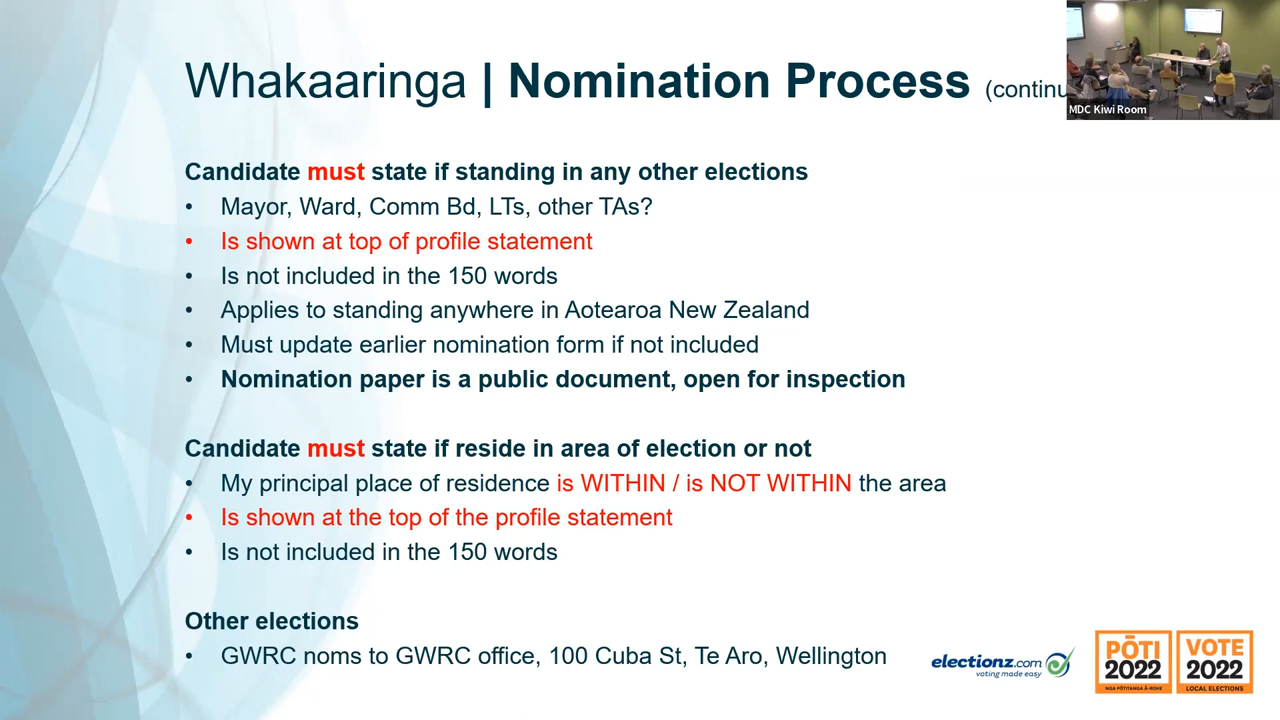 Whakaaringa | Nomination Process (continu
MDC Kiwi Room
Candidate must state if standing in any other elections
• Mayor, Ward, Comm Bd, LTs, other TAs?
• Is shown at top of profile statement
• Is not included in the 150 words
• Applies to standing anywhere in Aotearoa New Zealand
• Must update earlier nomination form if not included
• Nomination paper is a public document, open for inspection
Candidate must state if reside in area of election or not
• My principal place of residence is WITHIN / is NOT WITHIN the area
• Is shown at the top of the profile statement
• Is not included in the 150 words
Other elections
• GWRC noms to GWRC office, 100 Cuba St, Te Aro, Wellington
electionz.com
voting made easy
PŌTI
2022
NGA PŌTITANGA Ā-ROHE
VOTE
2022
LOCAL ELECTIONS